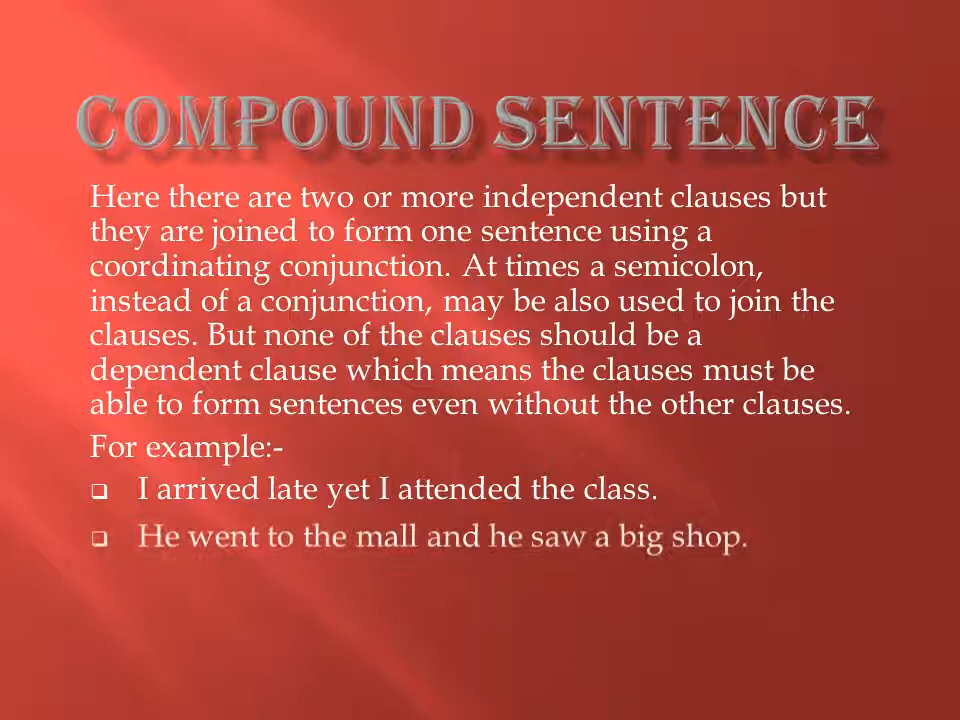 COMPOUND SENTENCE
Here there are two or more independent clauses but
they are joined to form one sentence using a
coordinating conjunction. At times a semicolon,
instead of a conjunction, may be also used to join the
clauses. But none of the clauses should be a
dependent clause which means the clauses must be
able to form sentences even without the other clauses.
For example:-
❑ I arrived late yet I attended the class.
❑ He went to the mall and he saw a big shop.